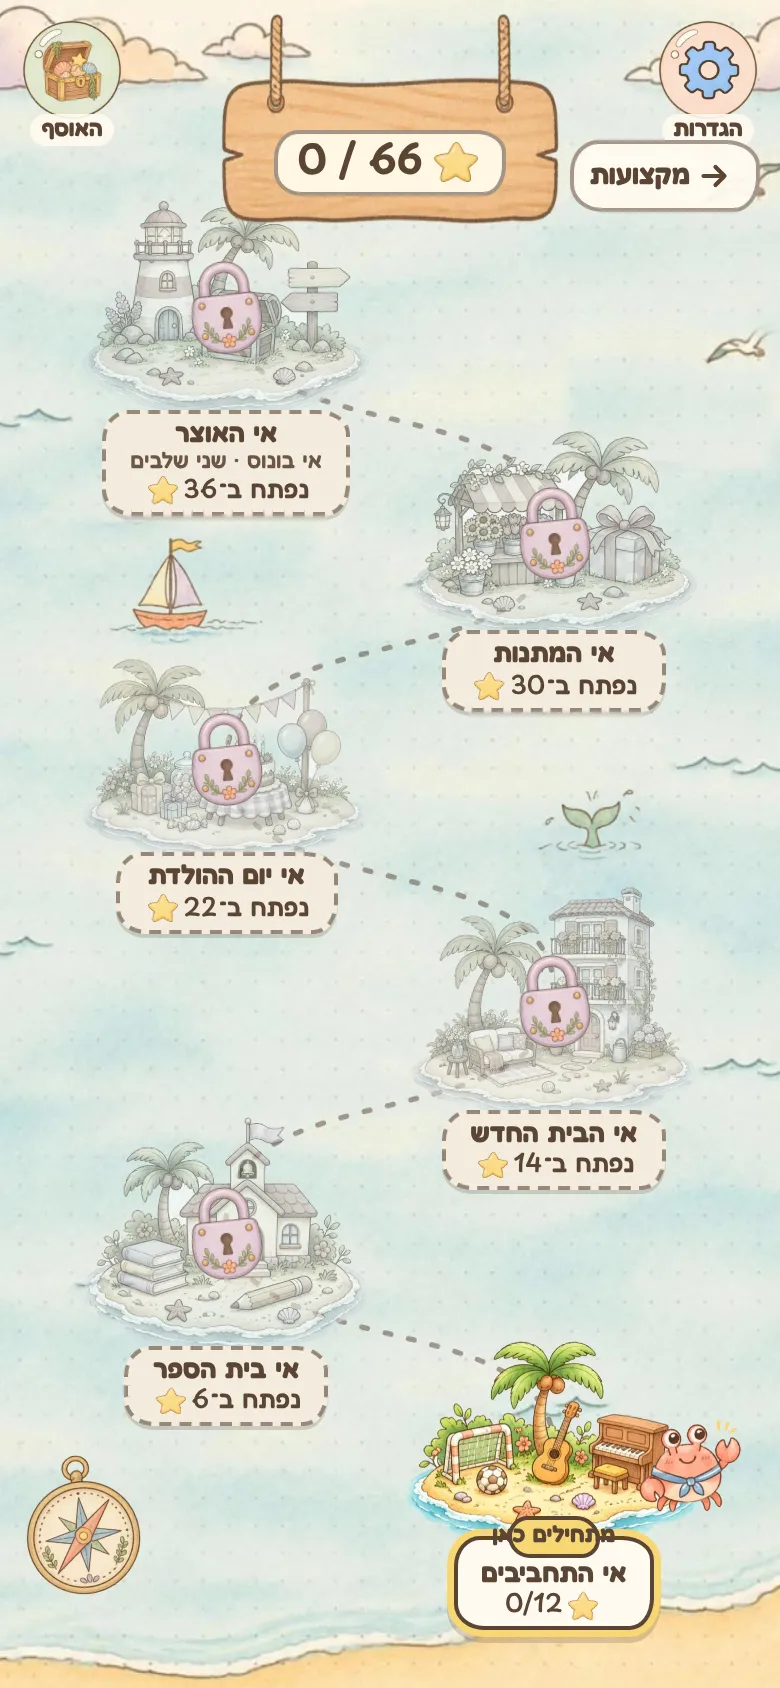 האוסף
0 / 66
הגדרות
מקצועות →
אי האוצר
אי בונוס · שני שלבים
נפתח ב־36
אי המתנות
נפתח ב־30
אי יום ההולדת
נפתח ב־22
אי הבית החדש
נפתח ב־14
אי בית הספר
נפתח ב־6
מתחילים כאן
אי התחביבים
0/12